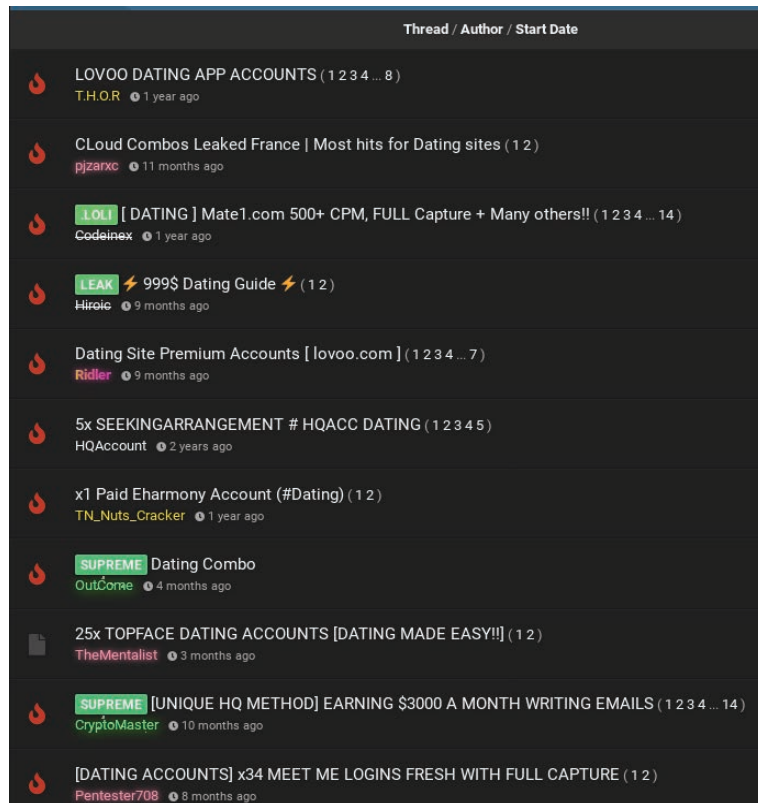 Thread / Author / Start Date
LOVOO DATING APP ACCOUNTS ( 1 2 3 4 ... 8 )
T.H.O.R 1 year ago
CLoud Combos Leaked France | Most hits for Dating sites ( 1 2 )
pjzarxc 11 months ago
.LOLI [ DATING ] Mate1.com 500+ CPM, FULL Capture + Many others!! ( 1 2 3 4 ... 14 )
Codeinex 1 year ago
LEAK ⚡ 999$ Dating Guide ⚡ ( 1 2 )
Hiroic 9 months ago
Dating Site Premium Accounts [ lovoo.com ] ( 1 2 3 4 ... 7 )
Ridler 9 months ago
5x SEEKINGARRANGEMENT # HQACC DATING ( 1 2 3 4 5 )
HQAccount 2 years ago
x1 Paid Eharmony Account (#Dating) ( 1 2 )
TN_Nuts_Cracker 1 year ago
SUPREME Dating Combo
OutCome 4 months ago
25x TOPFACE DATING ACCOUNTS [DATING MADE EASY!!] ( 1 2 )
TheMentalist 3 months ago
SUPREME [UNIQUE HQ METHOD] EARNING $3000 A MONTH WRITING EMAILS ( 1 2 3 4 ... 14 )
CryptoMaster 10 months ago
[DATING ACCOUNTS] x34 MEET ME LOGINS FRESH WITH FULL CAPTURE ( 1 2 )
Pentester708 8 months ago